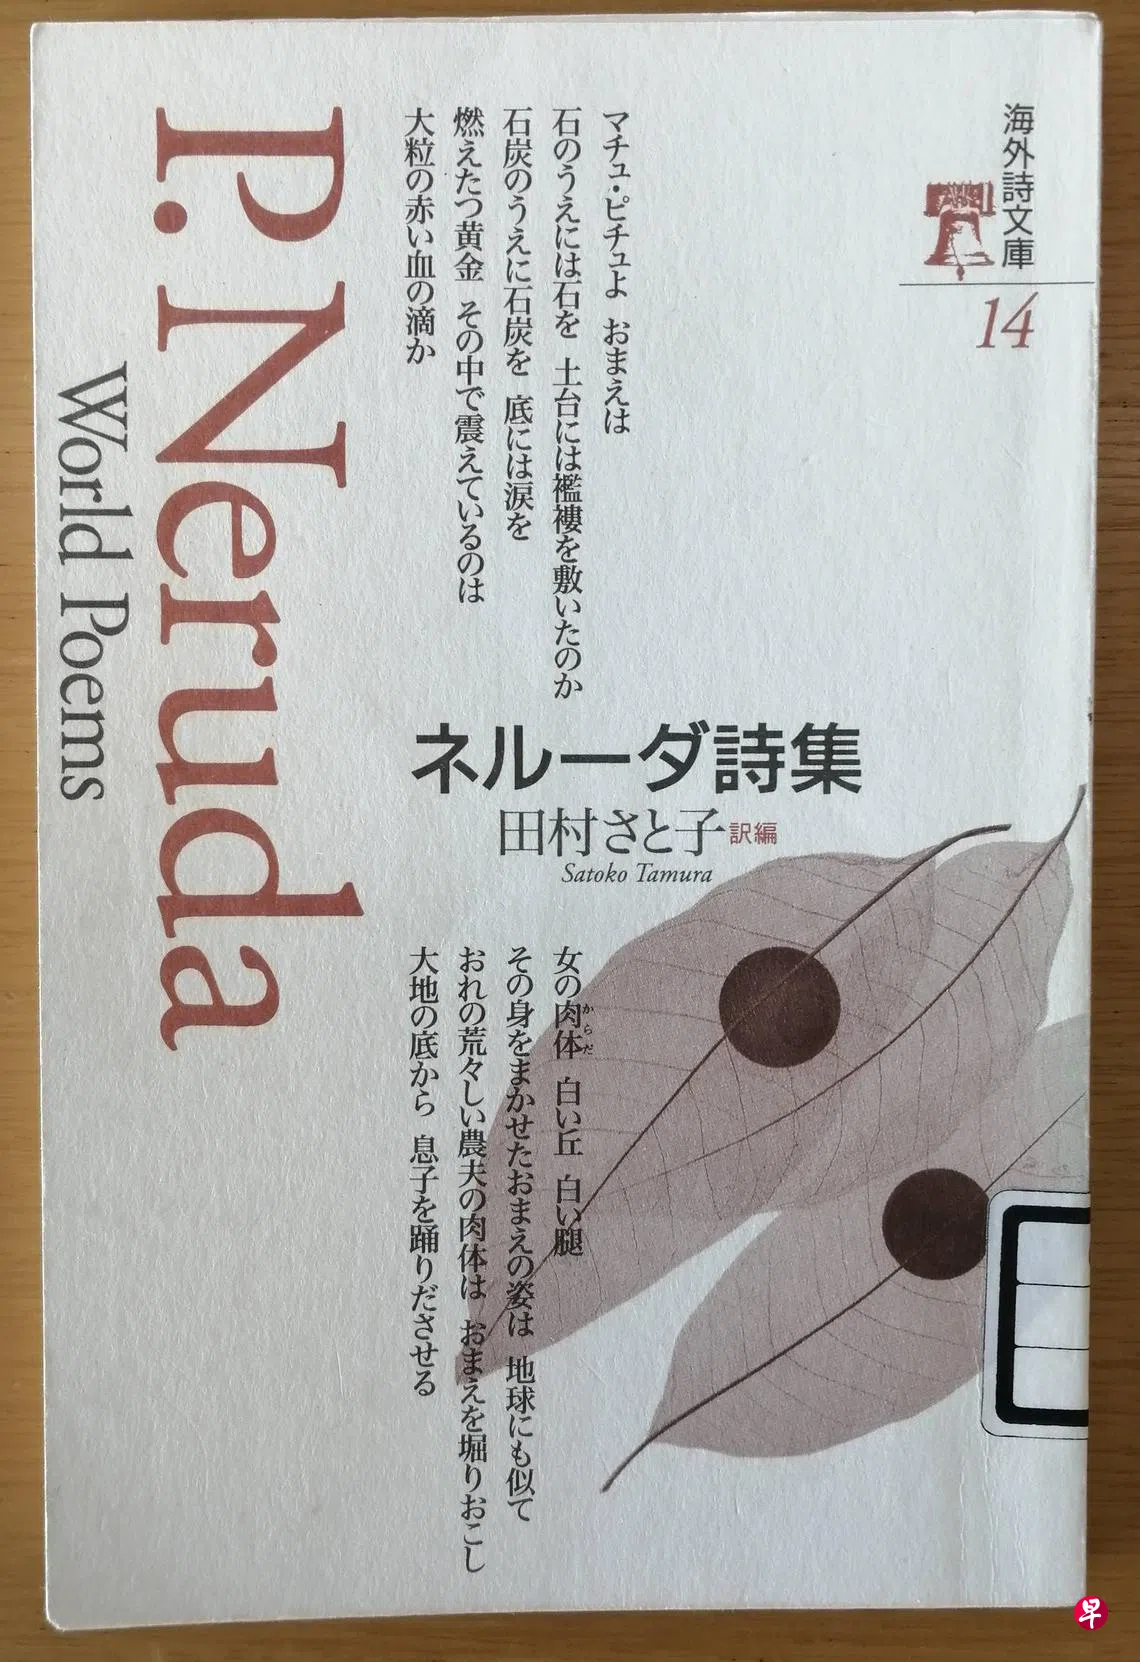 海外詩文庫
14
マチュ・ピチュよ　おまえは
石のうえには石を　土台には襤褸を敷いたのか
石炭のうえに石炭を　底には涙を
燃えたつ黄金　その中で震えているのは
大粒の赤い血の滴か
P. Neruda
World Poems
ネルーダ詩集
田村さと子訳編
Satoko Tamura
女の肉体　白い丘　白い腿
からだ
その身をまかせたおまえの姿は　地球にも似て
おれの荒々しい農夫の肉体は　おまえを掘りおこし
大地の底から　息子を踊りださせる
早